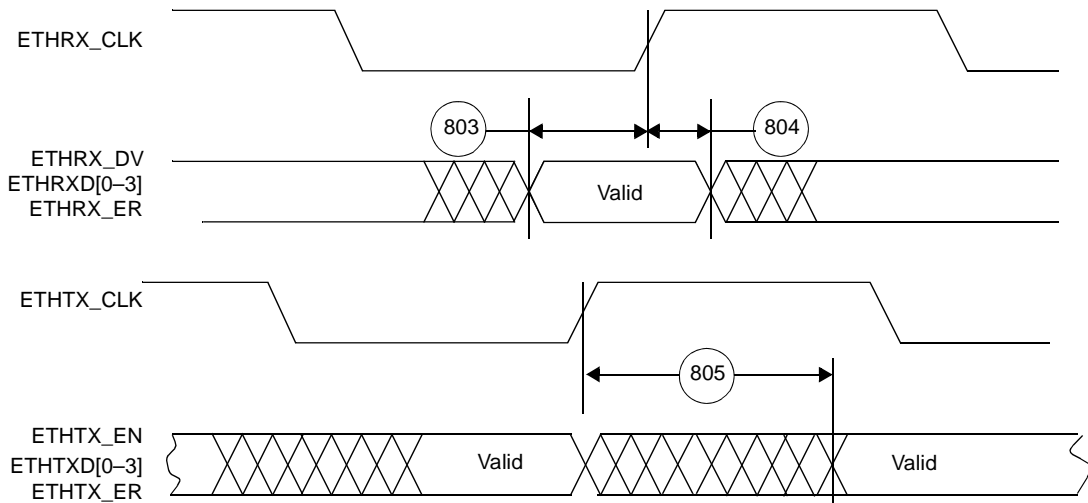 ETHRX_CLK
803
804
ETHRX_DV
ETHRXD[0–3]
ETHRX_ER
Valid
ETHTX_CLK
805
ETHTX_EN
ETHTXD[0–3]
ETHTX_ER
Valid
Valid